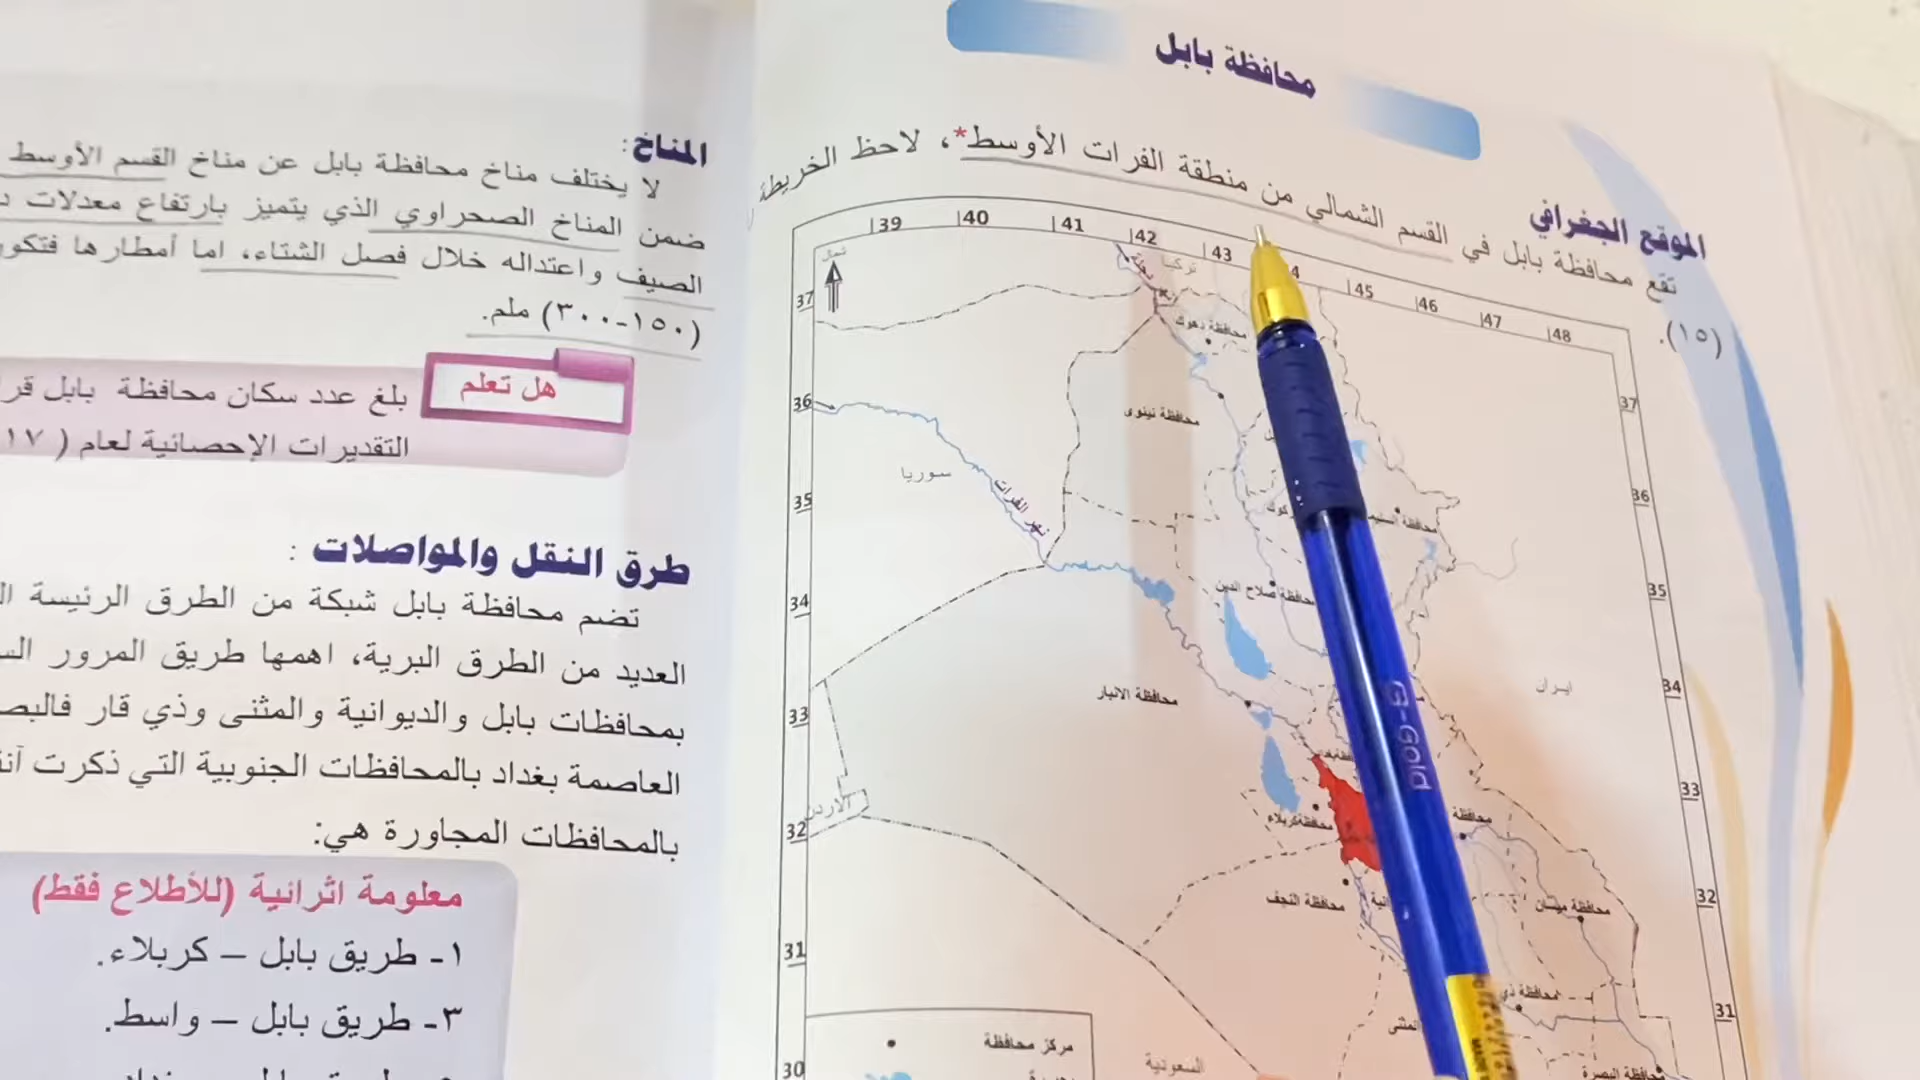 محافظة بابل
الموقع الجغرافي
تقع محافظة بابل في القسم الشمالي من منطقة الفرات الأوسط*، لاحظ الخريطة
(١٥).
39 40 41 42 43 45 46 47 48
شمال
تركيا
37
محافظة دهوك
37
36
محافظة نينوى
سوريا
36
نهر الفرات
35
35
محافظة صلاح الدين
34
ايران
34
محافظة الانبار
33
33
الاردن
32
محافظة كربلاء
محافظة
32
محافظة النجف
محافظة ميسان
31
محافظة ذي
31
المثنى
مركز محافظة
السعودية
محافظة البصرة
30
G-Gold
المناخ:
لا يختلف مناخ محافظة بابل عن مناخ القسم الأوسط
ضمن المناخ الصحراوي الذي يتميز بارتفاع معدلات
الصيف واعتداله خلال فصل الشتاء، اما أمطارها فتكو
(١٥٠-٣٠٠) ملم.
هل تعلم
بلغ عدد سكان محافظة بابل
التقديرات الإحصائية لعام (
طرق النقل والمواصلات :
تضم محافظة بابل شبكة من الطرق الرئيسة
العديد من الطرق البرية، اهمها طريق المرور
بمحافظات بابل والديوانية والمثنى وذي قار فالبص
العاصمة بغداد بالمحافظات الجنوبية التي ذكرت
بالمحافظات المجاورة هي:
معلومة اثرائية (للأطلاع فقط)
١- طريق بابل – كربلاء.
٣- طريق بابل – واسط.